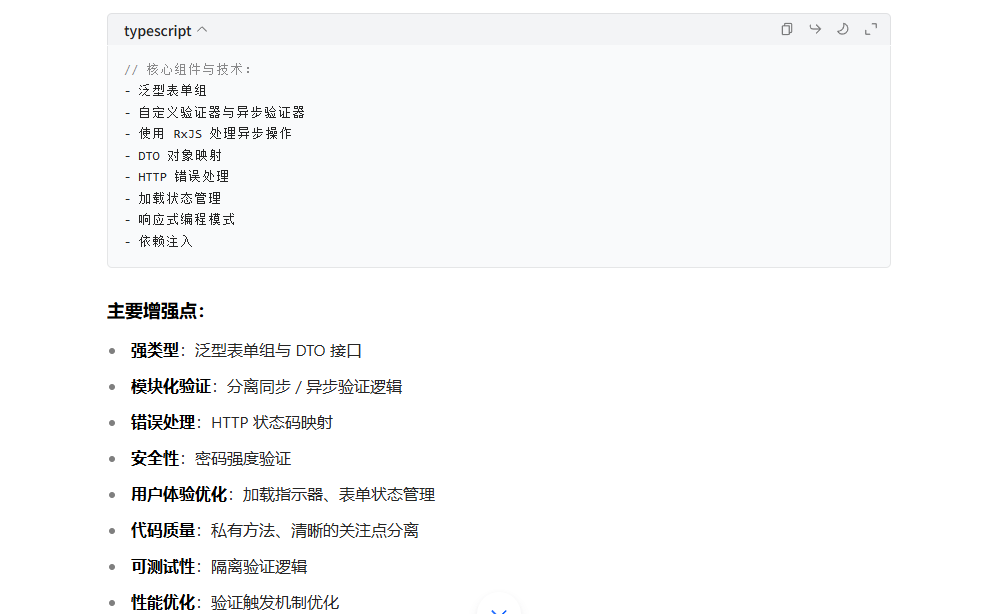 typescript
// 核心组件与技术：
- 泛型表单组
- 自定义验证器与异步验证器
- 使用 RxJS 处理异步操作
- DTO 对象映射
- HTTP 错误处理
- 加载状态管理
- 响应式编程模式
- 依赖注入
主要增强点：
• 强类型：泛型表单组与 DTO 接口
• 模块化验证：分离同步 / 异步验证逻辑
• 错误处理：HTTP 状态码映射
• 安全性：密码强度验证
• 用户体验优化：加载指示器、表单状态管理
• 代码质量：私有方法、清晰的关注点分离
• 可测试性：隔离验证逻辑
• 性能优化：验证触发机制优化